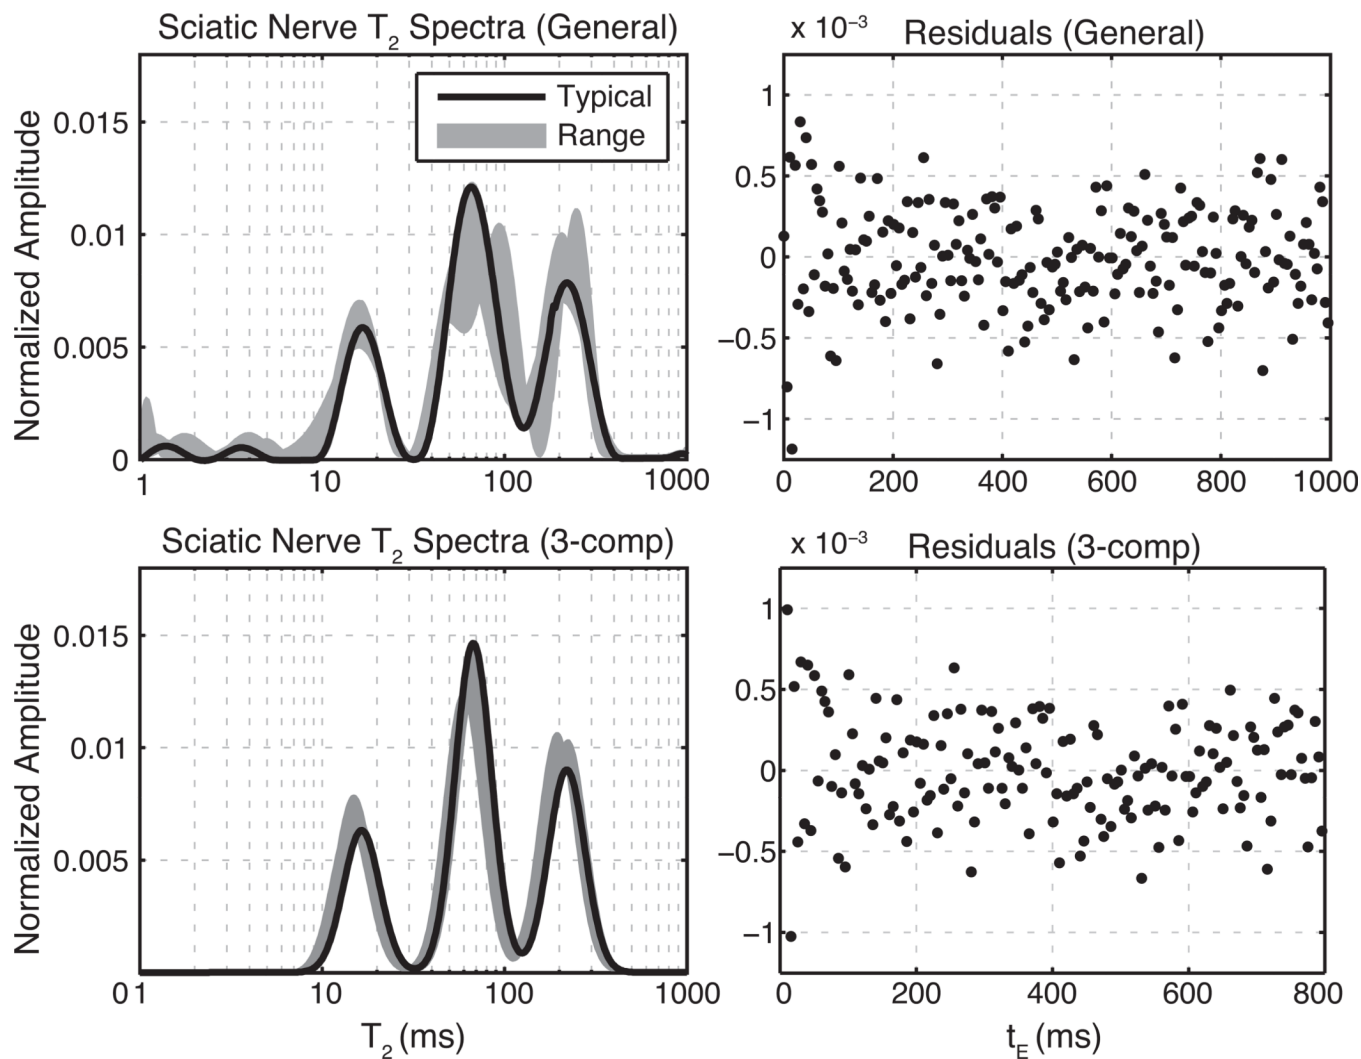 Sciatic Nerve T2 Spectra (General)
Normalized Amplitude
0.015
0.01
0.005
0
1 10 100 1000
Typical
Range
x 10−3
Residuals (General)
1
0.5
0
−0.5
−1
0 200 400 600 800 1000
Sciatic Nerve T2 Spectra (3-comp)
Normalized Amplitude
0.015
0.01
0.005
0 1 10 100 1000
T2 (ms)
x 10−3
Residuals (3-comp)
1
0.5
0
−0.5
−1
0 200 400 600 800
tE (ms)